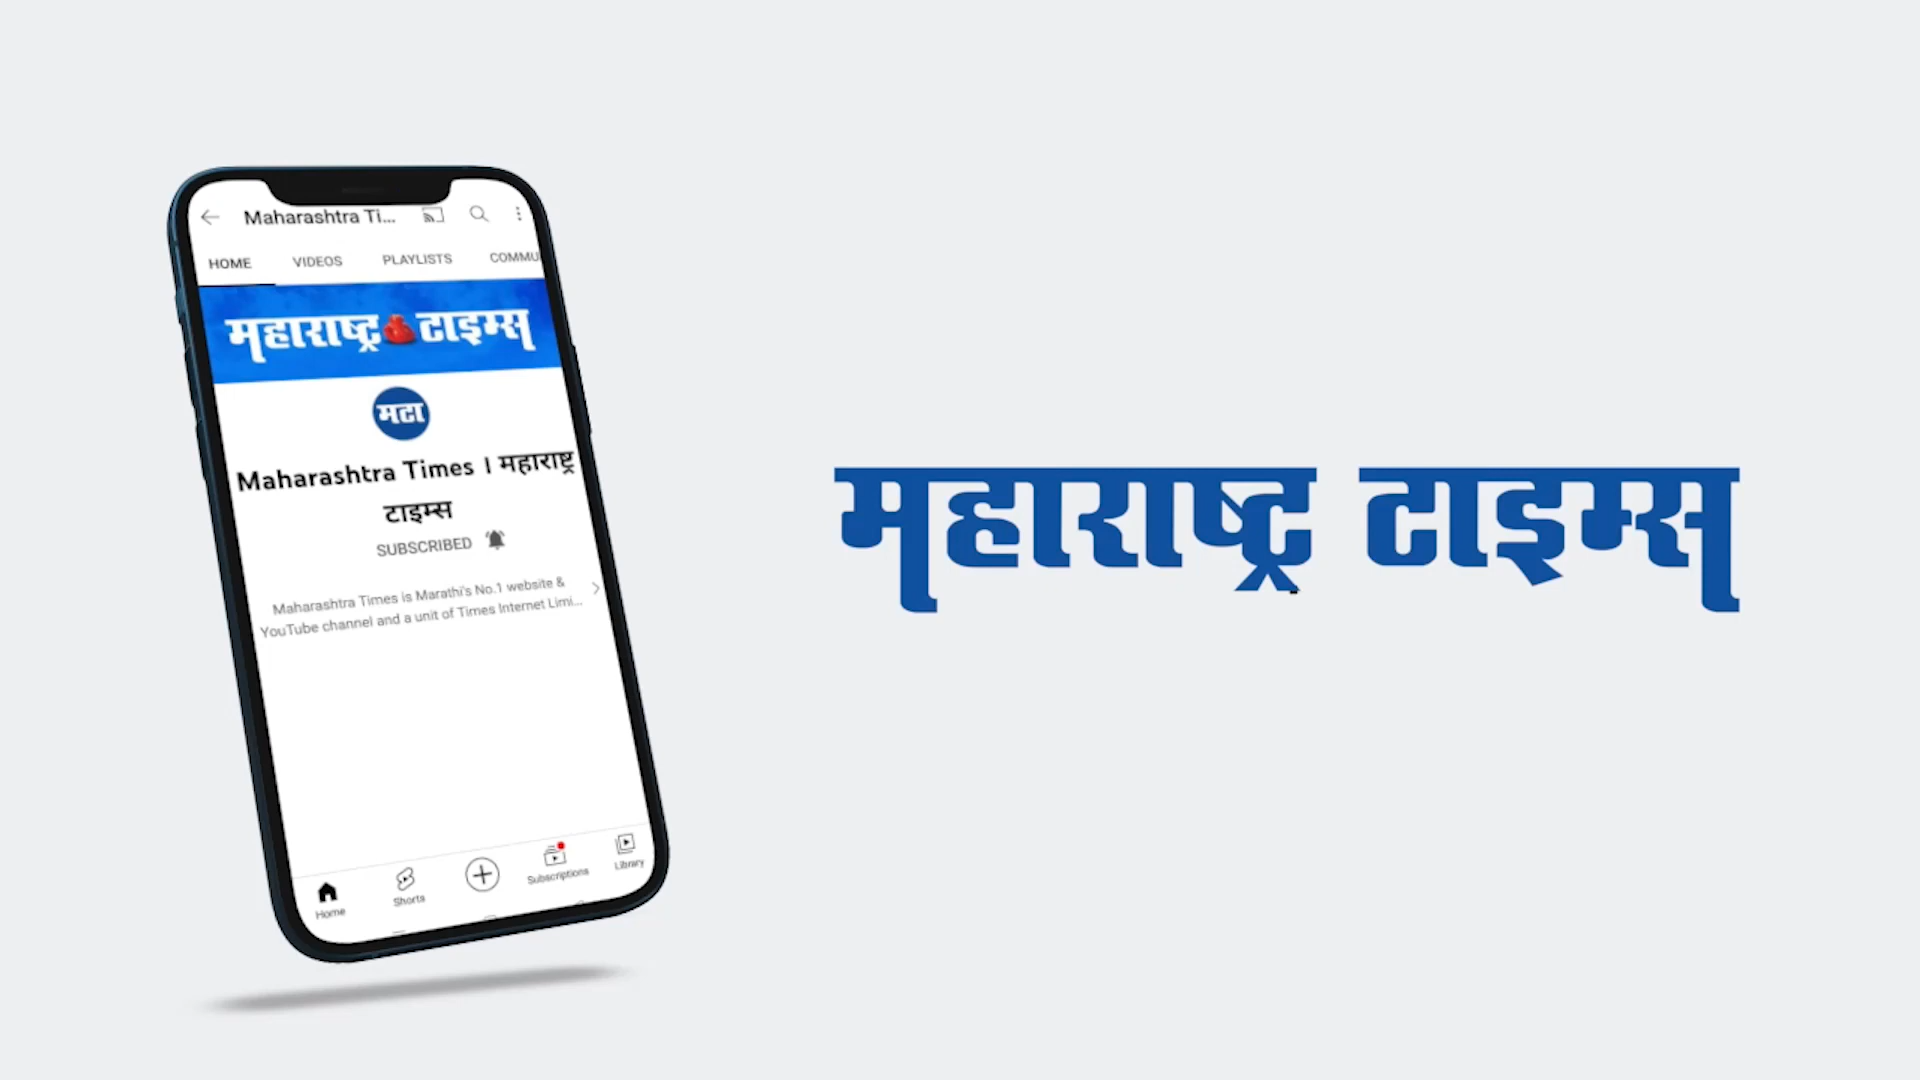 Maharashtra Ti...
HOME VIDEOS PLAYLISTS COMMU
महाराष्ट्र टाइम्स
मटा
Maharashtra Times । महाराष्ट्र
टाइम्स
SUBSCRIBED
Maharashtra Times is Marathi's No.1 website &
YouTube channel and a unit of Times Internet Limi...
Home Shorts Subscriptions Library
महाराष्ट्र टाइम्स